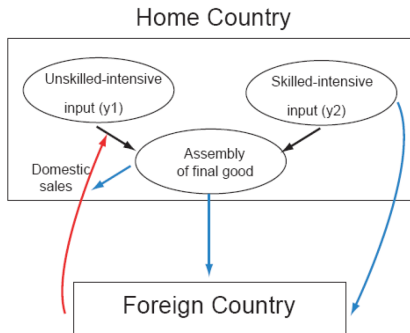 Home Country
Unskilled-intensive
input (y1)
Skilled-intensive
input (y2)
Assembly
of final good
Domestic
sales
Foreign Country